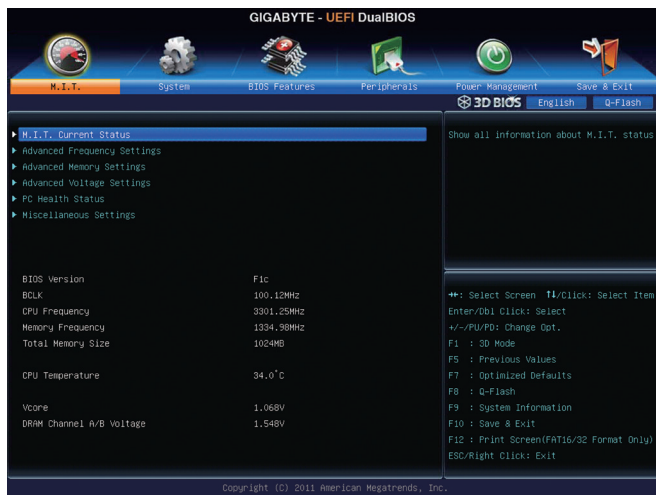 GIGABYTE - UEFI DualBIOS
M.I.T.
System
BIOS Features
Peripherals
Power Management
Save & Exit
3D BIOS
English
Q-Flash
M.I.T. Current Status
Advanced Frequency Settings
Advanced Memory Settings
Advanced Voltage Settings
PC Health Status
Miscellaneous Settings
Show all information about M.I.T. status
BIOS Version F1c
BCLK 100.12MHz
CPU Frequency 3301.25MHz
Memory Frequency 1334.98MHz
Total Memory Size 1024MB
CPU Temperature 34.0°C
Vcore 1.068V
DRAM Channel A/B Voltage 1.548V
→←: Select Screen ↑↓/Click: Select Item
Enter/Dbl Click: Select
+/-/PU/PD: Change Opt.
F1 : 3D Mode
F5 : Previous Values
F7 : Optimized Defaults
F8 : Q-Flash
F9 : System Information
F10 : Save & Exit
F12 : Print Screen(FAT16/32 Format Only)
ESC/Right Click: Exit
Copyright (C) 2011 American Megatrends, Inc.